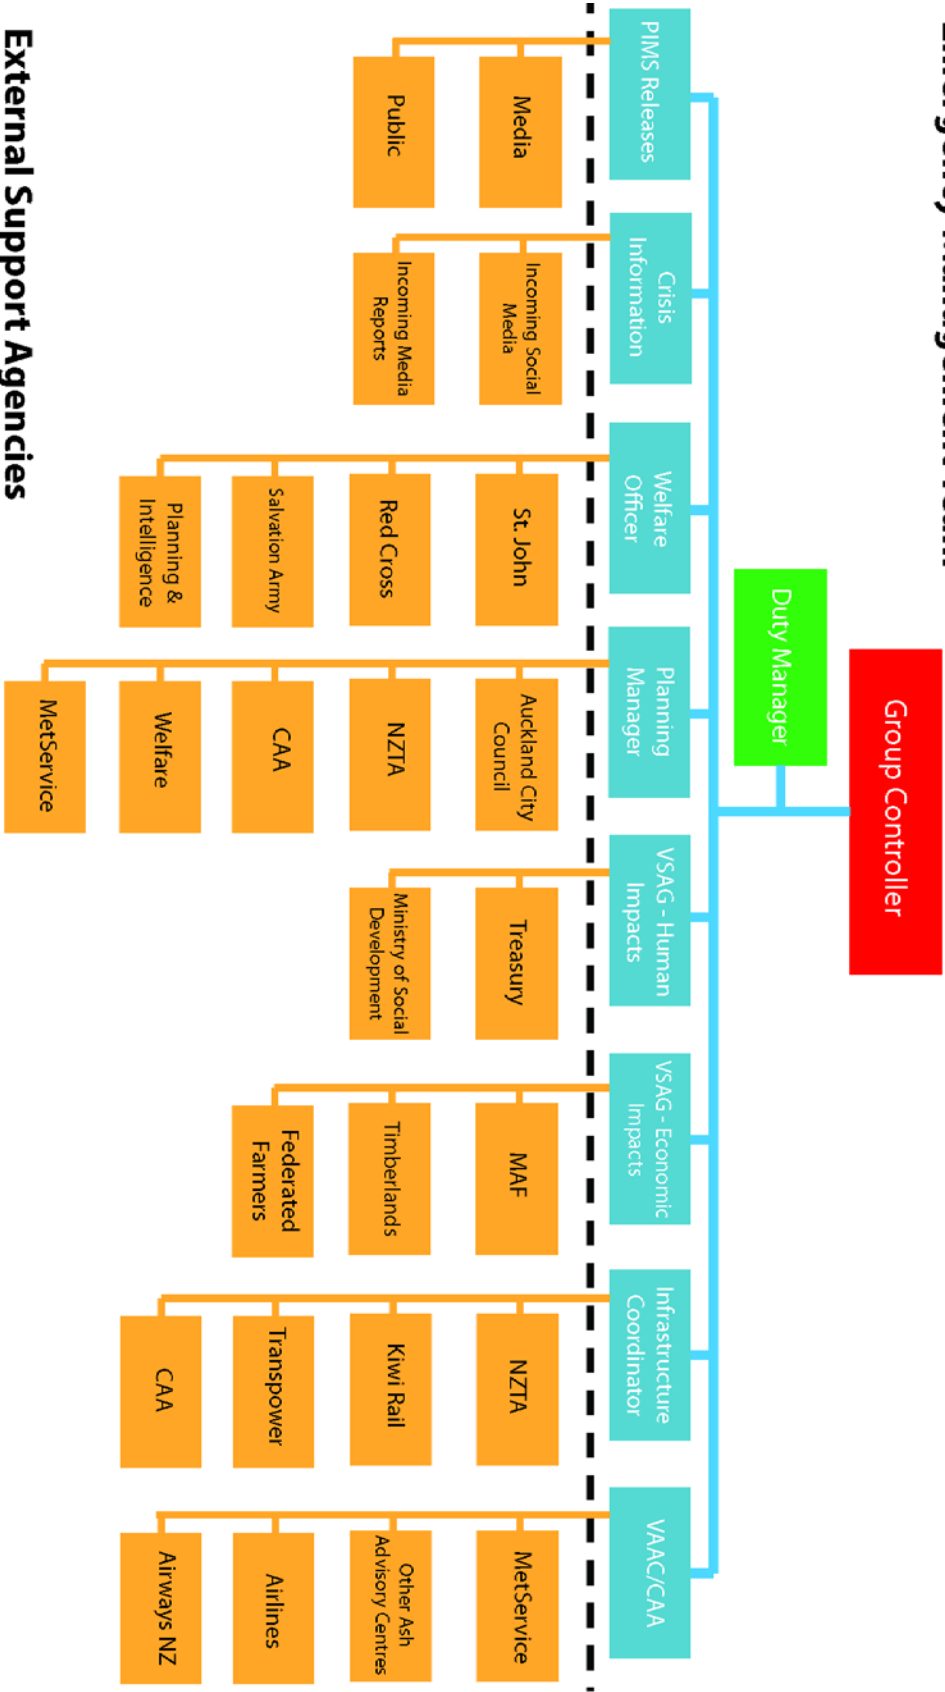 Group Controller
Duty Manager
PIMS Releases
Crisis
Information
Welfare
Officer
Planning
Manager
VSAG - Human
Impacts
VSAG - Economic
Impacts
Infrastructure
Coordinator
VAAC/CAA
Media
Public
Incoming Social
Media
Incoming Media
Reports
St. John
Red Cross
Salvation Army
Planning &
Intelligence
Auckland City
Council
NZTA
CAA
Welfare
MetService
Treasury
Ministry of Social
Development
MAF
Timberlands
Federated
Farmers
NZTA
Kiwi Rail
Transpower
CAA
MetService
Other Ash
Advisory Centres
Airlines
Airways NZ
External Support Agencies